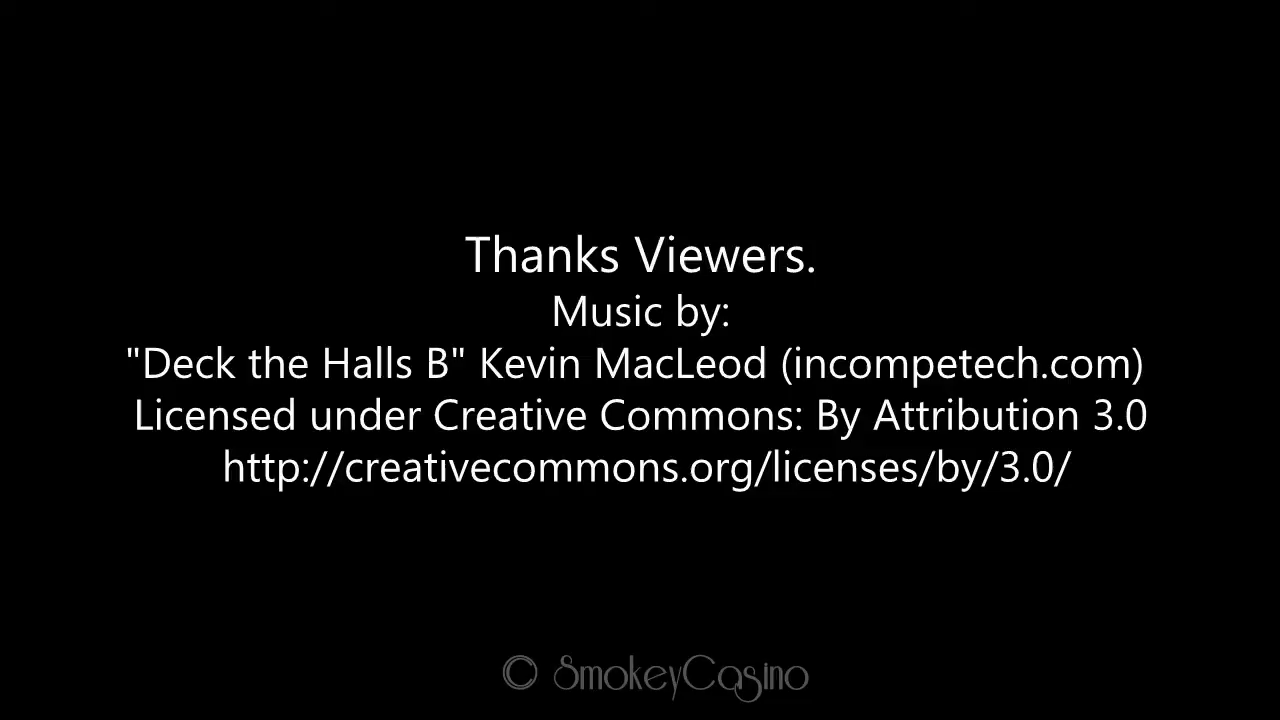 Thanks Viewers.
Music by:
"Deck the Halls B" Kevin MacLeod (incompetech.com)
Licensed under Creative Commons: By Attribution 3.0
http://creativecommons.org/licenses/by/3.0/
© SmokeyCasino